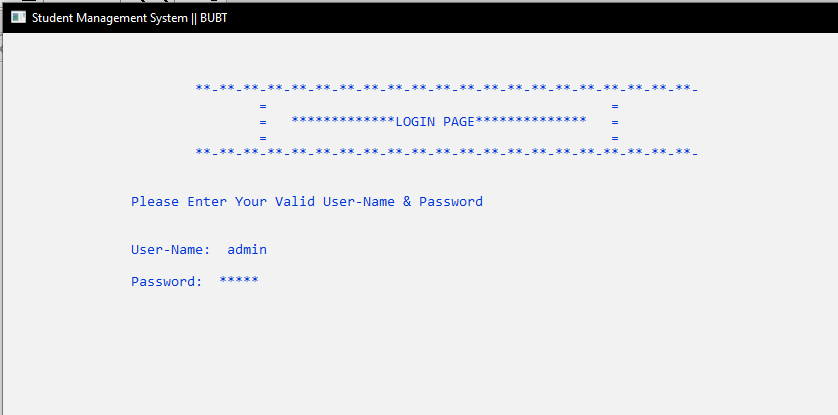 Student Management System || BUBT
**-**-**-**-**-**-**-**-**-**-**-**-**-**-**-**-**-**-**-**-**-
= =
= *************LOGIN PAGE************** =
= =
**-**-**-**-**-**-**-**-**-**-**-**-**-**-**-**-**-**-**-**-**-
Please Enter Your Valid User-Name & Password
User-Name: admin
Password: *****